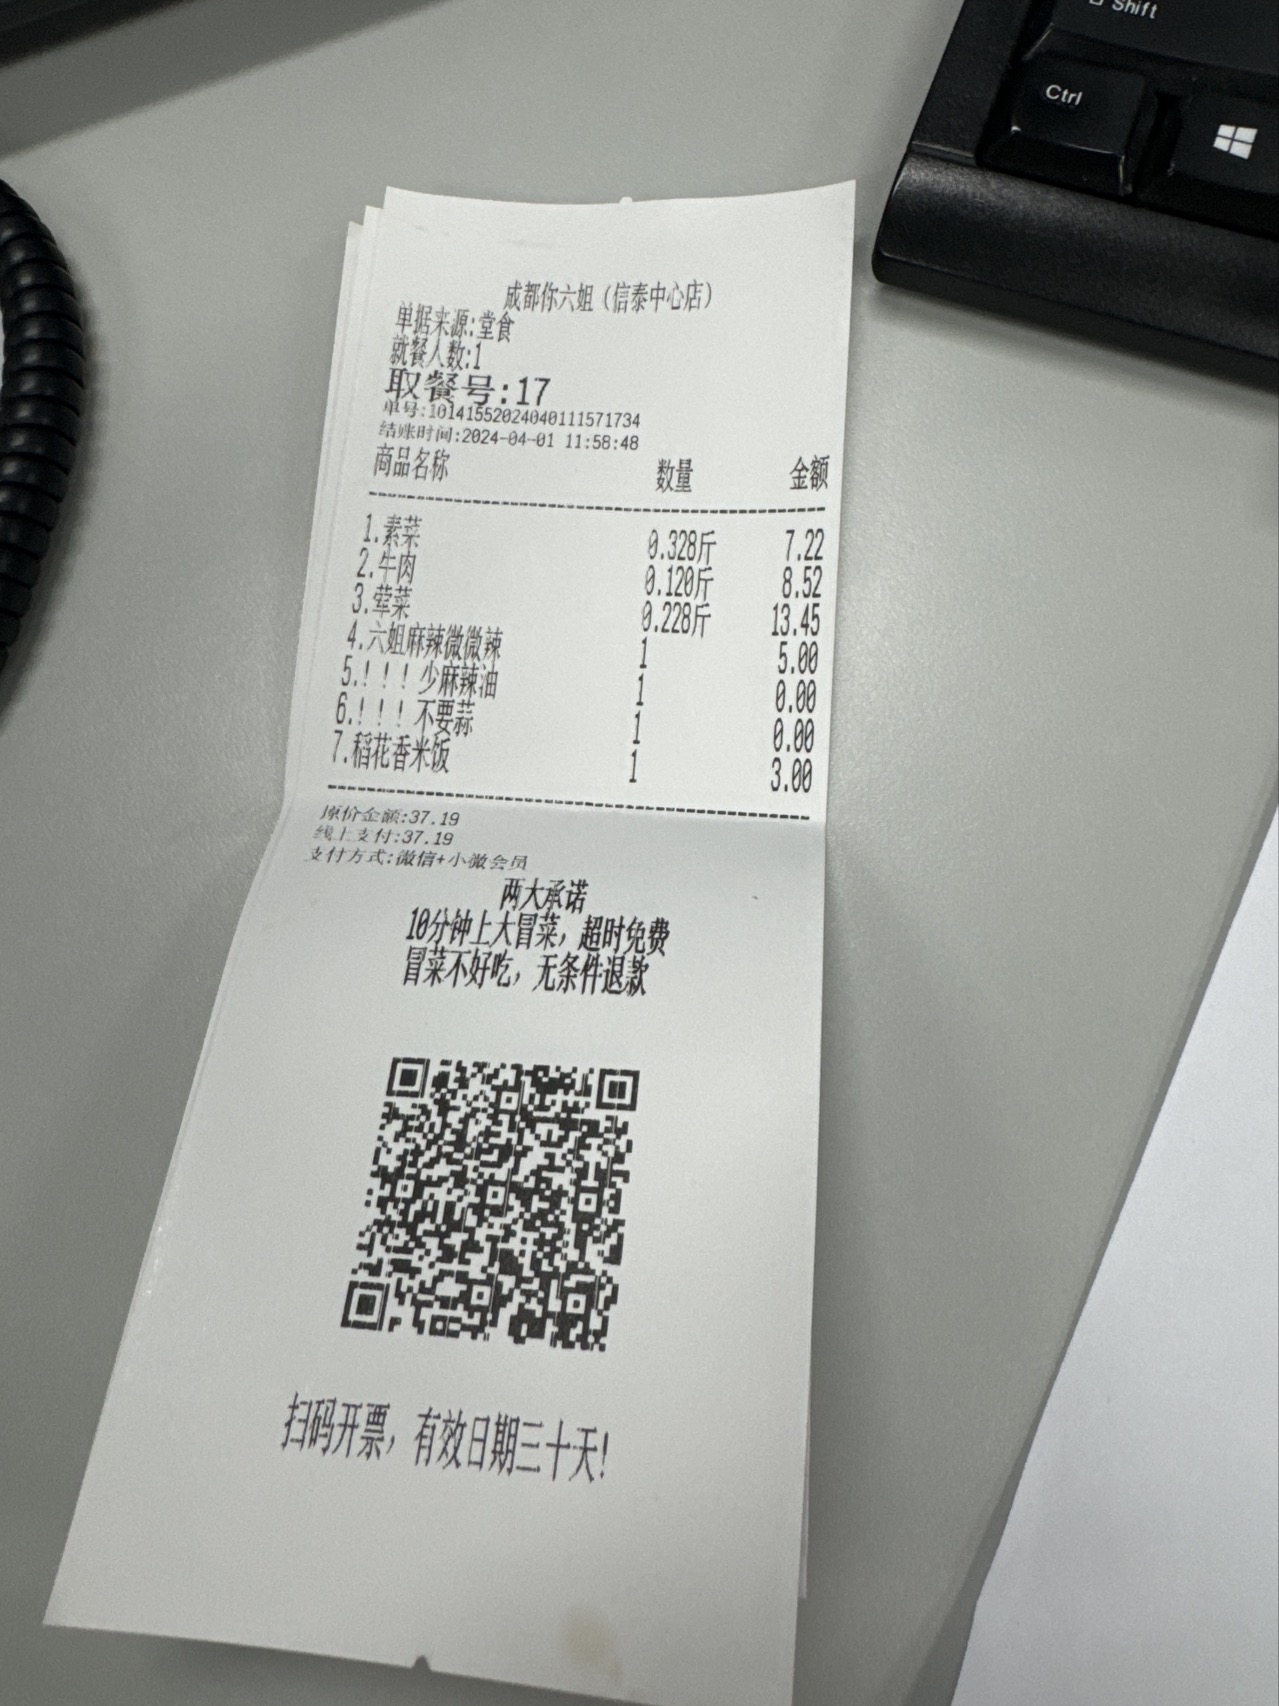 Shift
Ctrl
成都你六姐（信泰中心店）
单据来源:堂食
就餐人数:1
取餐号:17
单号:10141552024040111571734
结账时间:2024-04-01 11:58:48
商品名称 数量 金额
1.素菜 0.328斤 7.22
2.牛肉 0.120斤 8.52
3.荤菜 0.228斤 13.45
4.六姐麻辣微微辣 1 5.00
5.！！！少麻辣油 1 0.00
6.！！！不要蒜 1 0.00
7.稻花香米饭 1 3.00
原价金额:37.19
线上支付:37.19
支付方式:微信+小微会员
两大承诺
10分钟上大冒菜，超时免费
冒菜不好吃，无条件退款
扫码开票，有效日期三十天!